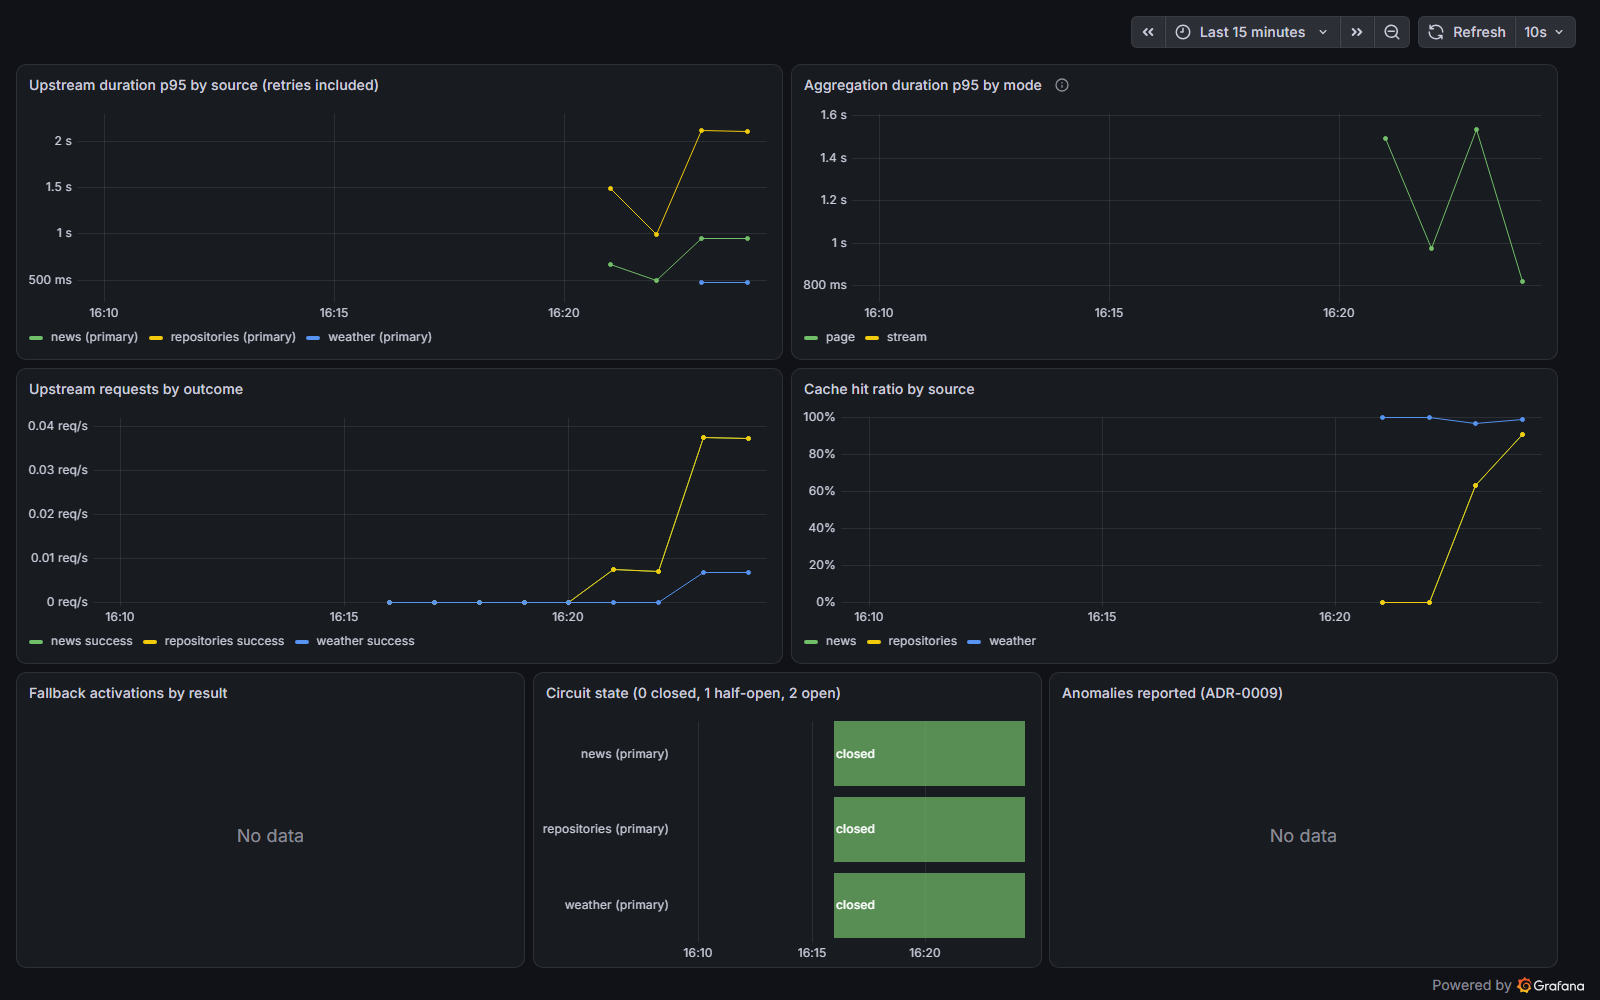 Last 15 minutes
Refresh
10s
Upstream duration p95 by source (retries included)
2 s
1.5 s
1 s
500 ms
16:10 16:15 16:20
news (primary) repositories (primary) weather (primary)
Aggregation duration p95 by mode
1.6 s
1.4 s
1.2 s
1 s
800 ms
16:10 16:15 16:20
page stream
Upstream requests by outcome
0.04 req/s
0.03 req/s
0.02 req/s
0.01 req/s
0 req/s
16:10 16:15 16:20
news success repositories success weather success
Cache hit ratio by source
100%
80%
60%
40%
20%
0%
16:10 16:15 16:20
news repositories weather
Fallback activations by result
No data
Circuit state (0 closed, 1 half-open, 2 open)
news (primary) closed
repositories (primary) closed
weather (primary) closed
16:10 16:15 16:20
Anomalies reported (ADR-0009)
No data
Powered by Grafana